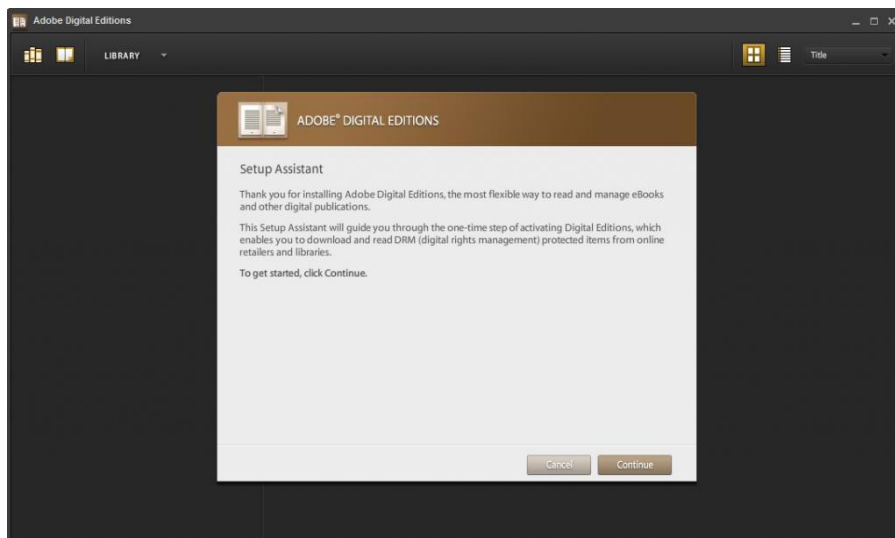 Adobe Digital Editions
LIBRARY
Title
ADOBE® DIGITAL EDITIONS
Setup Assistant
Thank you for installing Adobe Digital Editions, the most flexible way to read and manage eBooks
and other digital publications.
This Setup Assistant will guide you through the one-time step of activating Digital Editions, which
enables you to download and read DRM (digital rights management) protected items from online
retailers and libraries.
To get started, click Continue.
Cancel
Continue